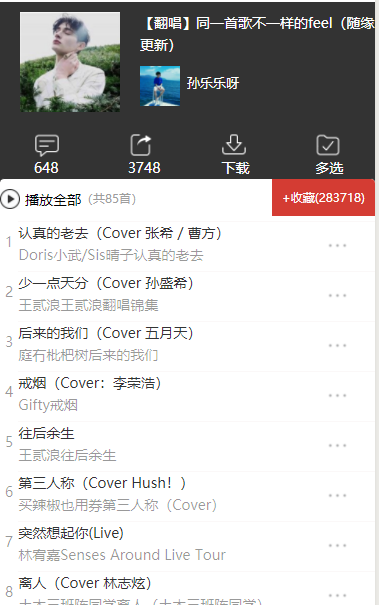 【翻唱】同一首歌不一样的feel（随缘
更新）
孙乐乐呀
648
3748
下载
多选
播放全部（共85首）
+收藏(283718)
1
认真的老去（Cover 张希 / 曹方）
Doris小武/Sis晴子认真的老去
2
少一点天分（Cover 孙盛希）
王贰浪王贰浪翻唱锦集
3
后来的我们（Cover 五月天）
庭冇枇杷树后来的我们
4
戒烟（Cover：李荣浩）
Gifty戒烟
5
往后余生
王贰浪往后余生
6
第三人称（Cover Hush！）
买辣椒也用券第三人称（Cover）
7
突然想起你(Live)
林宥嘉Senses Around Live Tour
8
离人（Cover 林志炫）